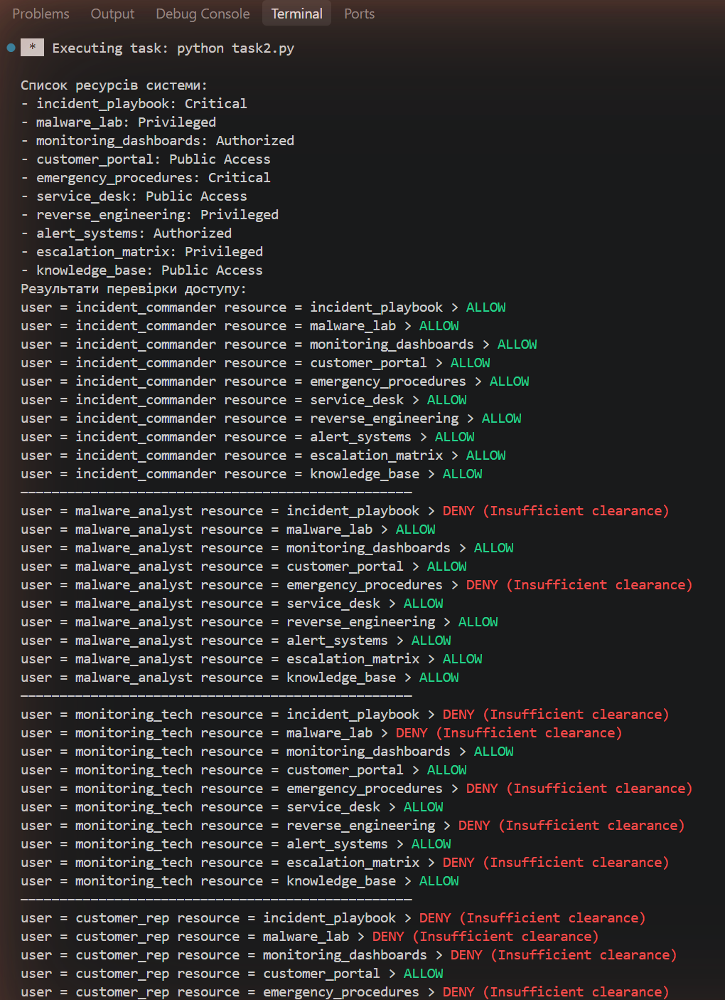 Problems Output Debug Console Terminal Ports
* Executing task: python task2.py
Список ресурсів системи:
- incident_playbook: Critical
- malware_lab: Privileged
- monitoring_dashboards: Authorized
- customer_portal: Public Access
- emergency_procedures: Critical
- service_desk: Public Access
- reverse_engineering: Privileged
- alert_systems: Authorized
- escalation_matrix: Privileged
- knowledge_base: Public Access
Результати перевірки доступу:
user = incident_commander resource = incident_playbook > ALLOW
user = incident_commander resource = malware_lab > ALLOW
user = incident_commander resource = monitoring_dashboards > ALLOW
user = incident_commander resource = customer_portal > ALLOW
user = incident_commander resource = emergency_procedures > ALLOW
user = incident_commander resource = service_desk > ALLOW
user = incident_commander resource = reverse_engineering > ALLOW
user = incident_commander resource = alert_systems > ALLOW
user = incident_commander resource = escalation_matrix > ALLOW
user = incident_commander resource = knowledge_base > ALLOW
──────────────────────────────────────────────────
user = malware_analyst resource = incident_playbook > DENY (Insufficient clearance)
user = malware_analyst resource = malware_lab > ALLOW
user = malware_analyst resource = monitoring_dashboards > ALLOW
user = malware_analyst resource = customer_portal > ALLOW
user = malware_analyst resource = emergency_procedures > DENY (Insufficient clearance)
user = malware_analyst resource = service_desk > ALLOW
user = malware_analyst resource = reverse_engineering > ALLOW
user = malware_analyst resource = alert_systems > ALLOW
user = malware_analyst resource = escalation_matrix > ALLOW
user = malware_analyst resource = knowledge_base > ALLOW
──────────────────────────────────────────────────
user = monitoring_tech resource = incident_playbook > DENY (Insufficient clearance)
user = monitoring_tech resource = malware_lab > DENY (Insufficient clearance)
user = monitoring_tech resource = monitoring_dashboards > ALLOW
user = monitoring_tech resource = customer_portal > ALLOW
user = monitoring_tech resource = emergency_procedures > DENY (Insufficient clearance)
user = monitoring_tech resource = service_desk > ALLOW
user = monitoring_tech resource = reverse_engineering > DENY (Insufficient clearance)
user = monitoring_tech resource = alert_systems > ALLOW
user = monitoring_tech resource = escalation_matrix > DENY (Insufficient clearance)
user = monitoring_tech resource = knowledge_base > ALLOW
──────────────────────────────────────────────────
user = customer_rep resource = incident_playbook > DENY (Insufficient clearance)
user = customer_rep resource = malware_lab > DENY (Insufficient clearance)
user = customer_rep resource = monitoring_dashboards > DENY (Insufficient clearance)
user = customer_rep resource = customer_portal > ALLOW
user = customer_rep resource = emergency_procedures > DENY (Insufficient clearance)